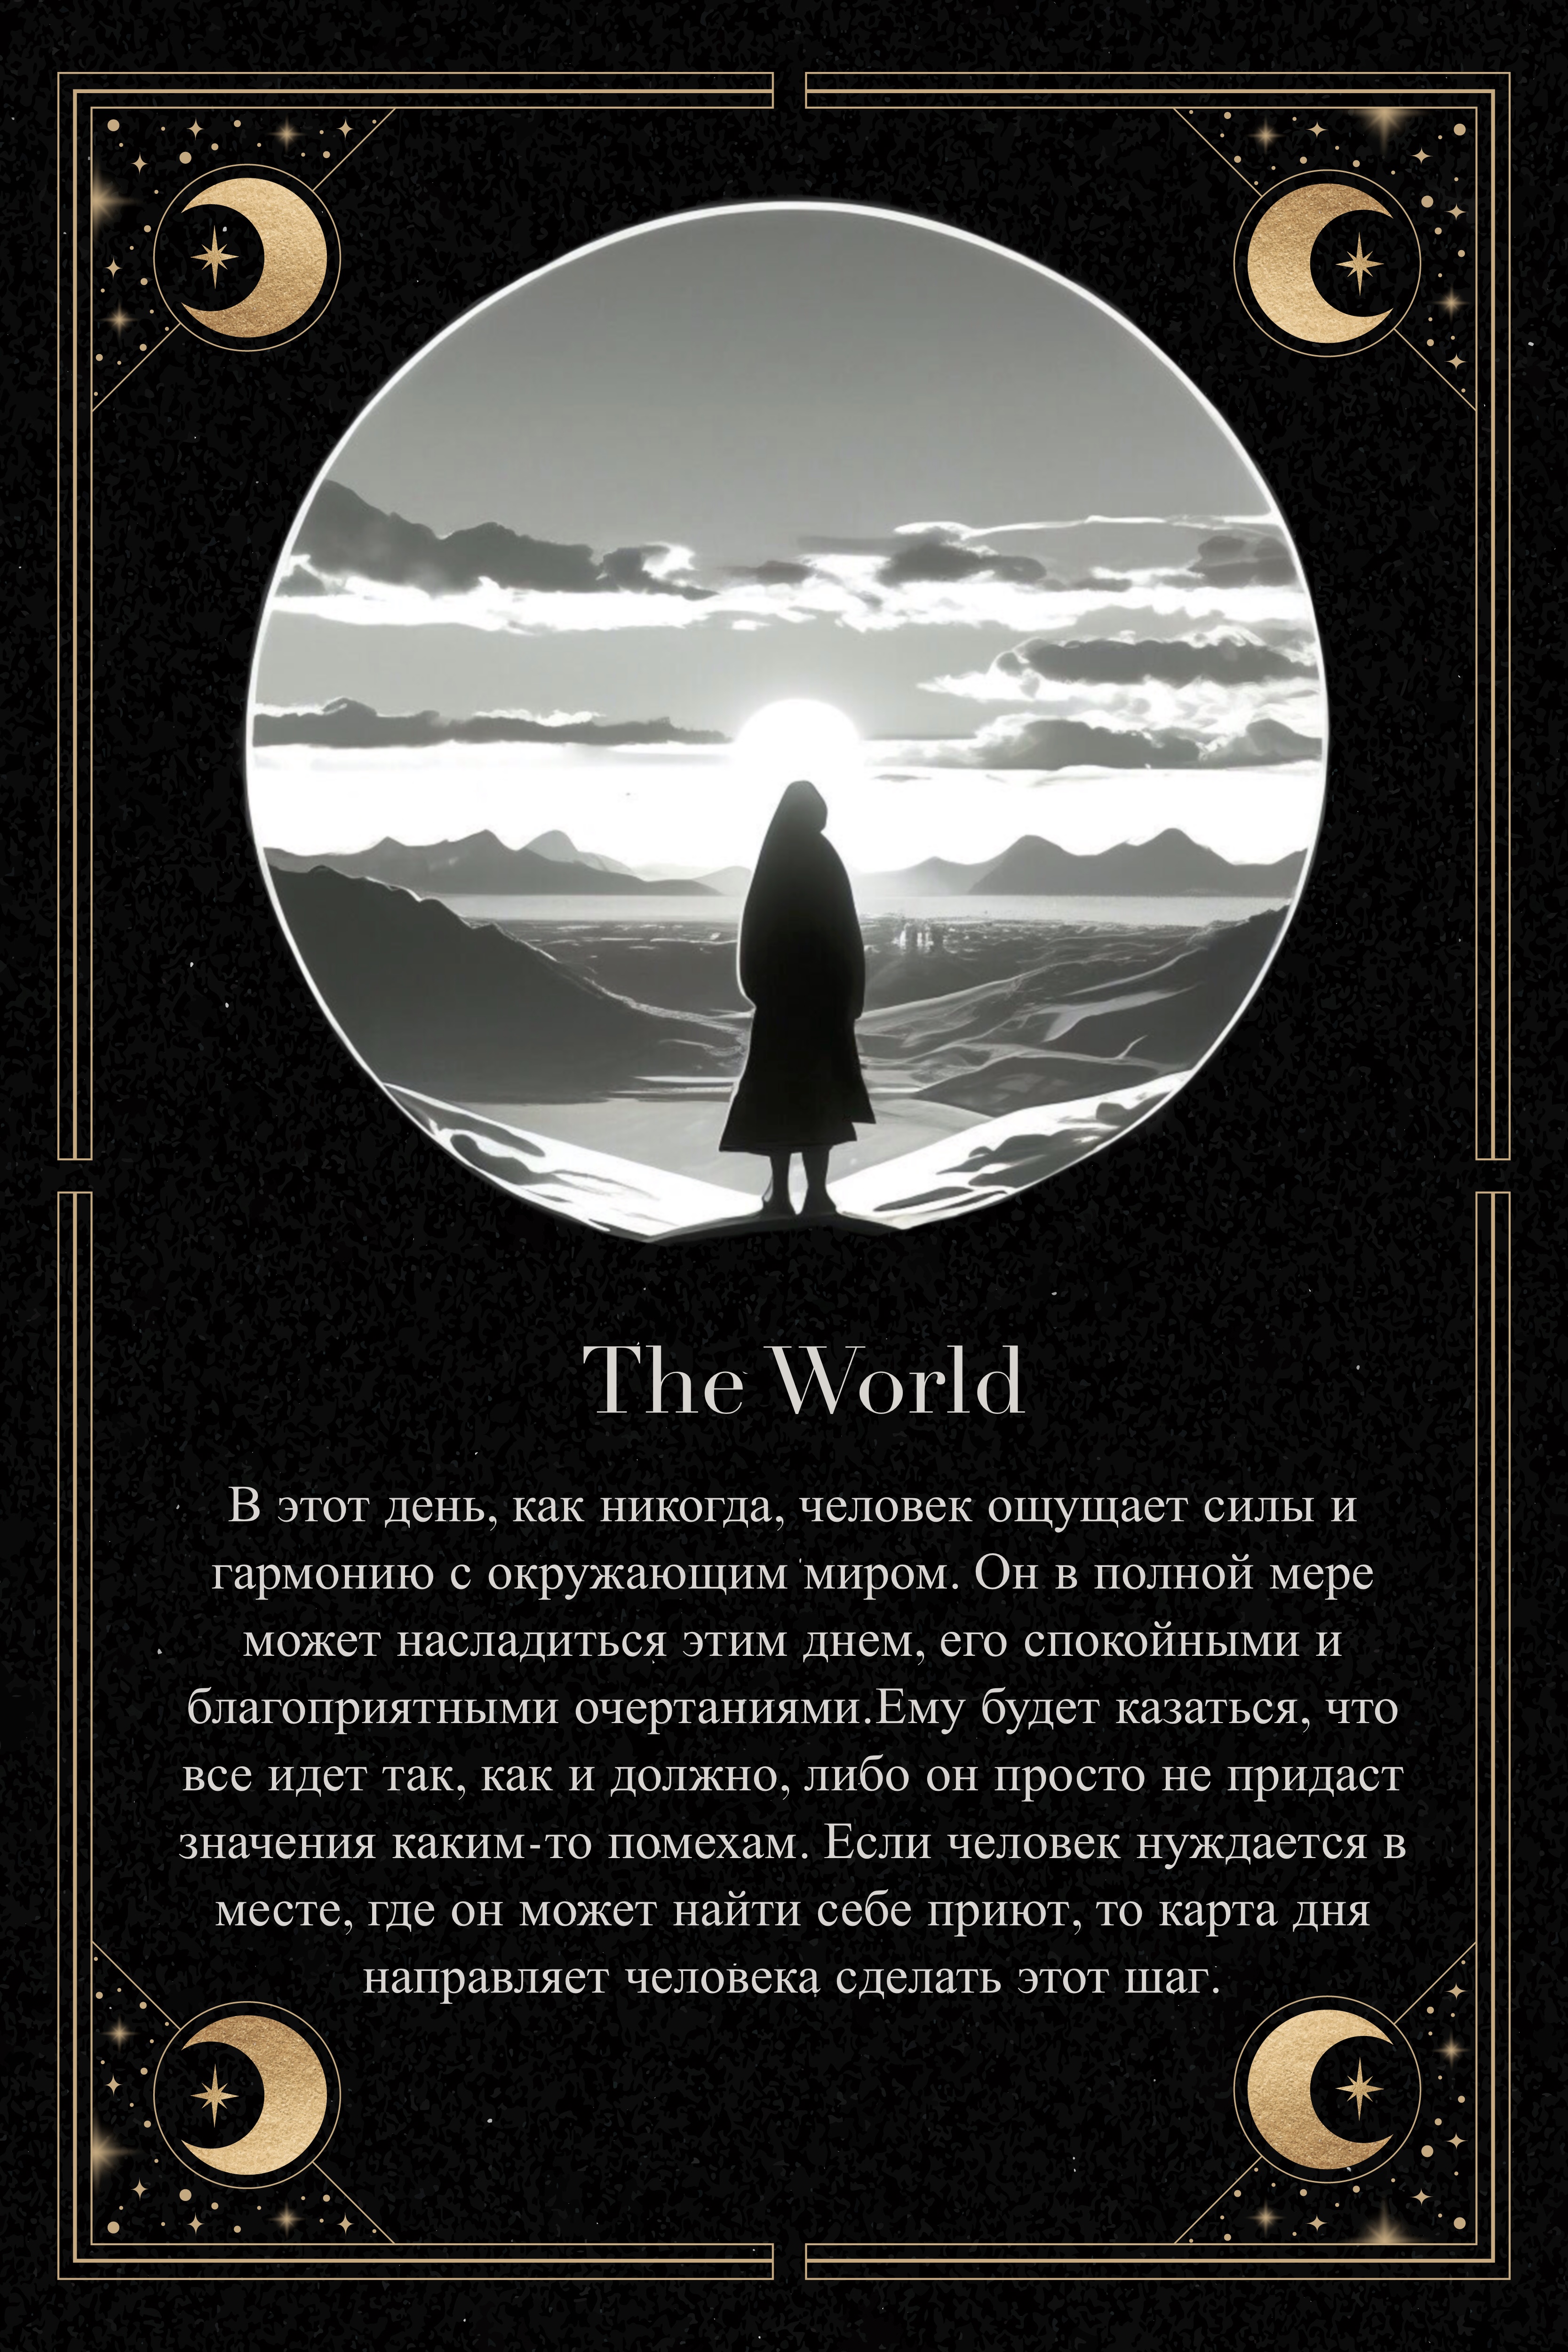 The World
В этот день, как никогда, человек ощущает силы и
гармонию с окружающим миром. Он в полной мере
может насладиться этим днем, его спокойными и
благоприятными очертаниями.Ему будет казаться, что
все идет так, как и должно, либо он просто не придаст
значения каким-то помехам. Если человек нуждается в
месте, где он может найти себе приют, то карта дня
направляет человека сделать этот шаг.